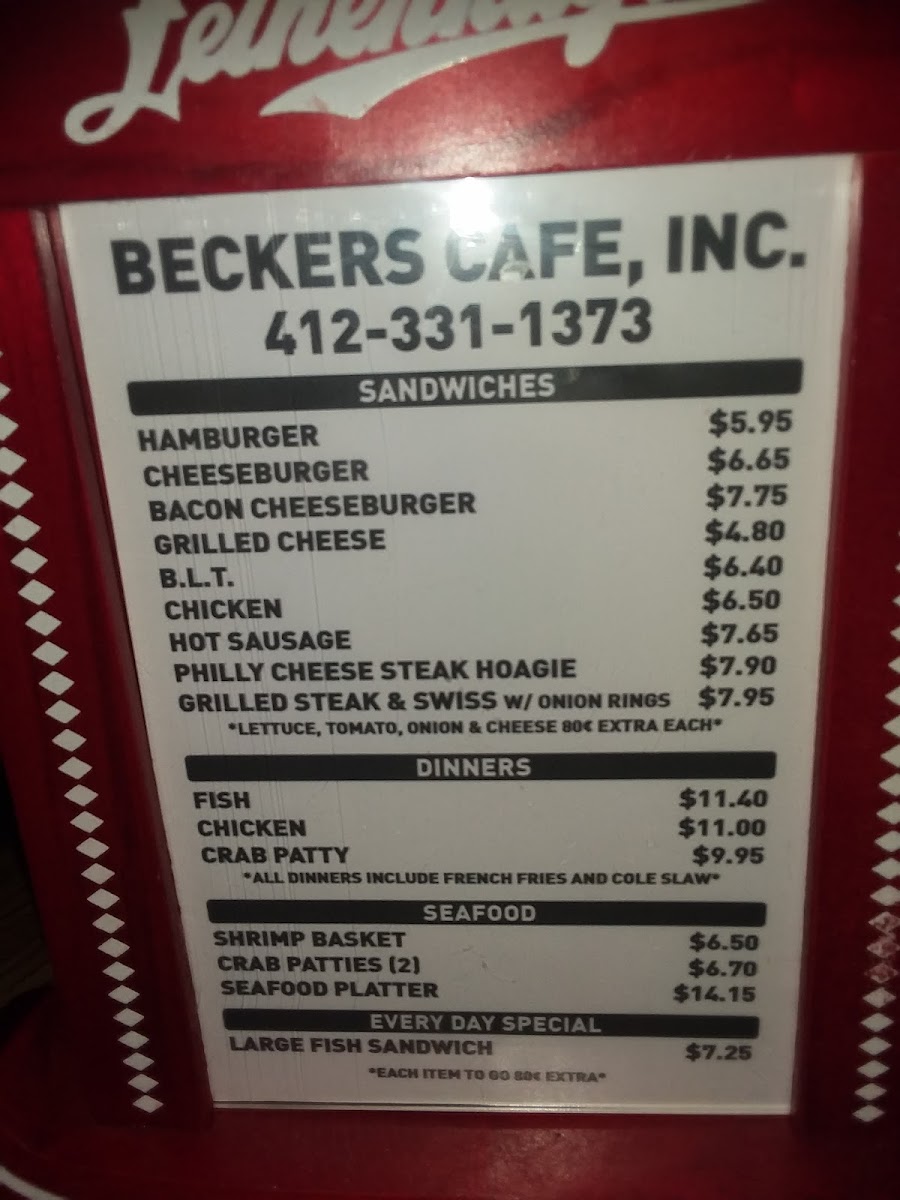 BECKERS CAFE, INC.
412-331-1373
SANDWICHES
HAMBURGER $5.95
CHEESEBURGER $6.65
BACON CHEESEBURGER $7.75
GRILLED CHEESE $4.80
B.L.T. $6.40
CHICKEN $6.50
HOT SAUSAGE $7.65
PHILLY CHEESE STEAK HOAGIE $7.90
GRILLED STEAK & SWISS W/ ONION RINGS $7.95
*LETTUCE, TOMATO, ONION & CHEESE 80¢ EXTRA EACH*
DINNERS
FISH $11.40
CHICKEN $11.00
CRAB PATTY $9.95
*ALL DINNERS INCLUDE FRENCH FRIES AND COLE SLAW*
SEAFOOD
SHRIMP BASKET $6.50
CRAB PATTIES (2) $6.70
SEAFOOD PLATTER $14.15
EVERY DAY SPECIAL
LARGE FISH SANDWICH $7.25
*EACH ITEM TO GO 80¢ EXTRA*